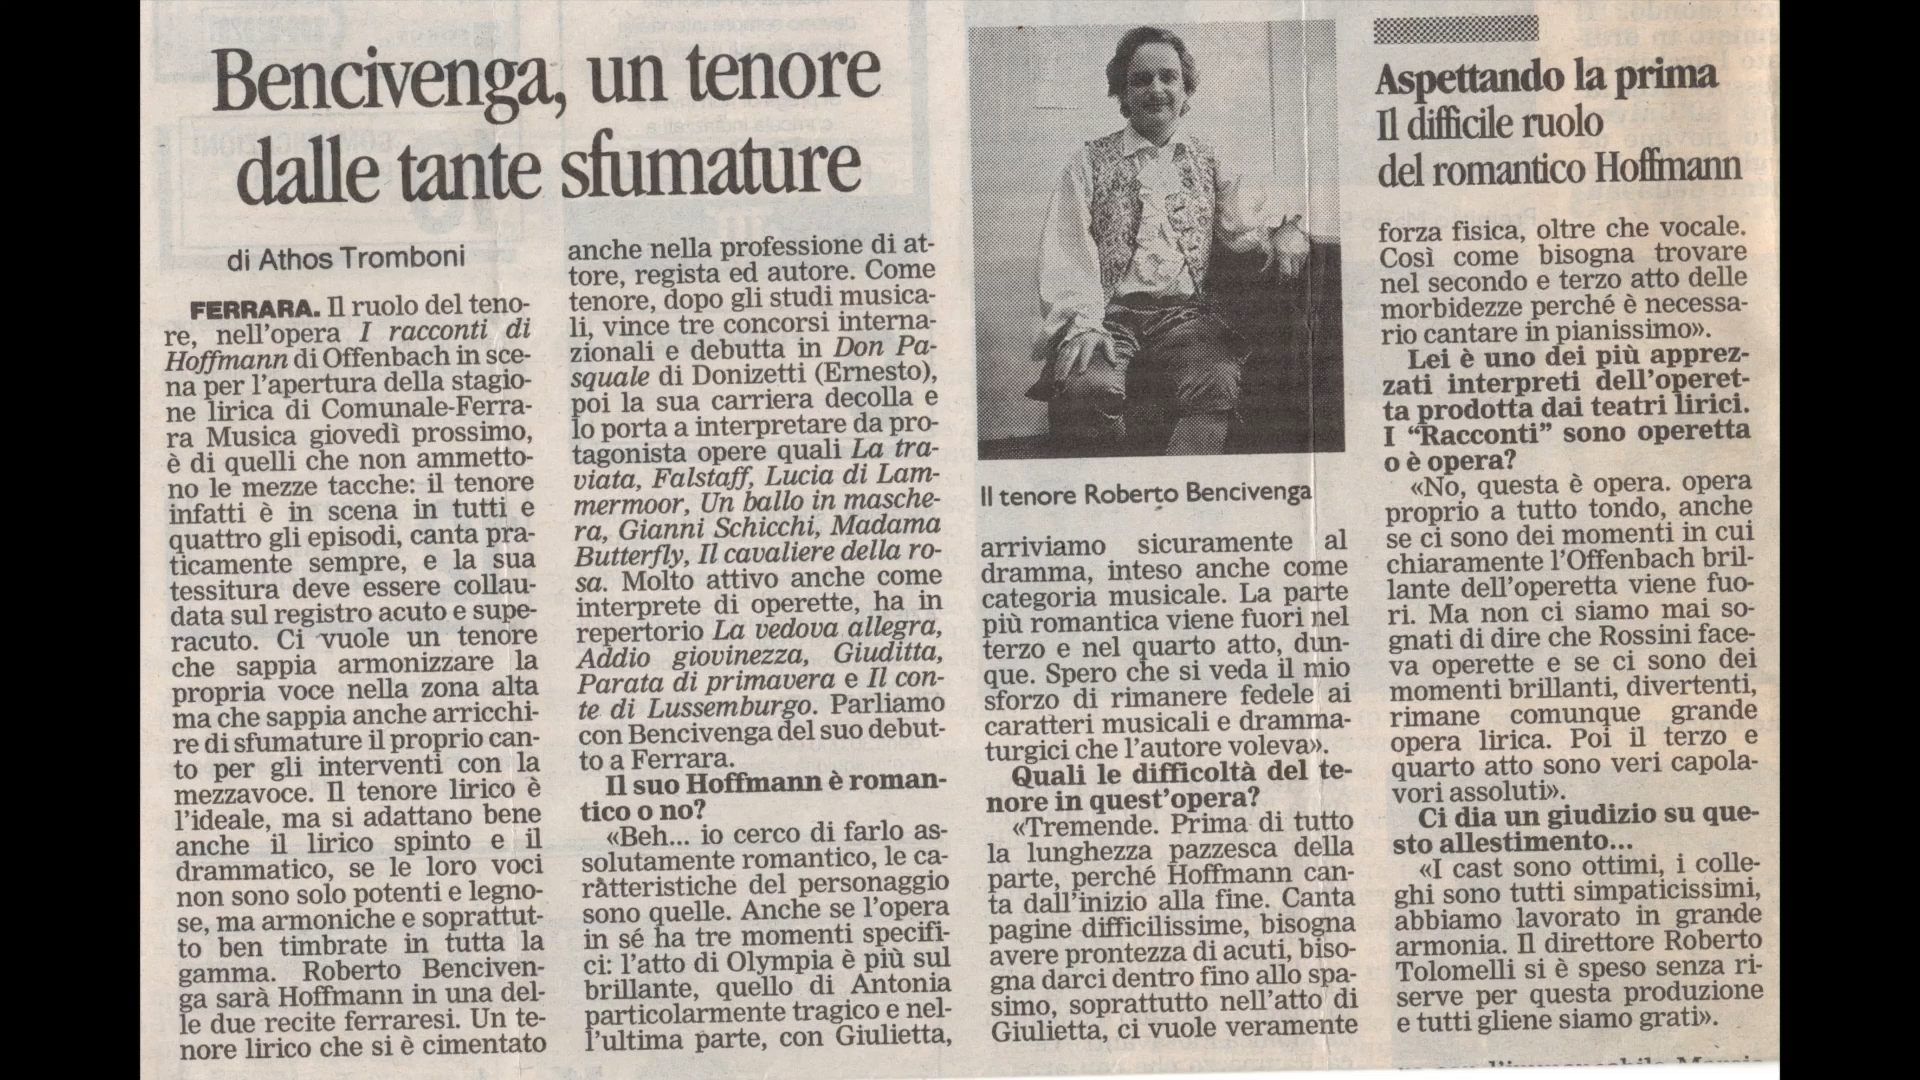 Bencivenga, un tenore
dalle tante sfumature
di Athos Tromboni
FERRARA. Il ruolo del teno-
re, nell'opera I racconti di
Hoffmann di Offenbach in sce-
na per l'apertura della stagio-
ne lirica di Comunale-Ferra-
ra Musica giovedì prossimo,
è di quelli che non ammetto-
no le mezze tacche: il tenore
infatti è in scena in tutti e
quattro gli episodi, canta pra-
ticamente sempre, e la sua
tessitura deve essere collau-
data sul registro acuto e supe-
racuto. Ci vuole un tenore
che sappia armonizzare la
propria voce nella zona alta
ma che sappia anche arricchi-
re di sfumature il proprio can-
to per gli interventi con la
mezzavoce. Il tenore lirico è
l'ideale, ma si adattano bene
anche il lirico spinto e il
drammatico, se le loro voci
non sono solo potenti e legno-
se, ma armoniche e soprattut-
to ben timbrate in tutta la
gamma. Roberto Benciven-
ga sarà Hoffmann in una del-
le due recite ferraresi. Un te-
nore lirico che si è cimentato
anche nella professione di at-
tore, regista ed autore. Come
tenore, dopo gli studi musica-
li, vince tre concorsi interna-
zionali e debutta in Don Pa-
squale di Donizetti (Ernesto),
poi la sua carriera decolla e
lo porta a interpretare da pro-
tagonista opere quali La tra-
viata, Falstaff, Lucia di Lam-
mermoor, Un ballo in masche-
ra, Gianni Schicchi, Madama
Butterfly, Il cavaliere della ro-
sa. Molto attivo anche come
interprete di operette, ha in
repertorio La vedova allegra,
Addio giovinezza, Giuditta,
Parata di primavera e Il con-
te di Lussemburgo. Parliamo
con Bencivenga del suo debut-
to a Ferrara.
Il suo Hoffmann è roman-
tico o no?
«Beh... io cerco di farlo as-
solutamente romantico, le ca-
ratteristiche del personaggio
sono quelle. Anche se l'opera
in sé ha tre momenti specifi-
ci: l'atto di Olympia è più sul
brillante, quello di Antonia
particolarmente tragico e nel-
l'ultima parte, con Giulietta,
Il tenore Roberto Bencivenga
arriviamo sicuramente al
dramma, inteso anche come
categoria musicale. La parte
più romantica viene fuori nel
terzo e nel quarto atto, dun-
que. Spero che si veda il mio
sforzo di rimanere fedele ai
caratteri musicali e dramma-
turgici che l'autore voleva».
Quali le difficoltà del te-
nore in quest'opera?
«Tremende. Prima di tutto
la lunghezza pazzesca della
parte, perché Hoffmann can-
ta dall'inizio alla fine. Canta
pagine difficilissime, bisogna
avere prontezza di acuti, biso-
gna darci dentro fino allo spa-
simo, soprattutto nell'atto di
Giulietta, ci vuole veramente
Aspettando la prima
Il difficile ruolo
del romantico Hoffmann
forza fisica, oltre che vocale.
Così come bisogna trovare
nel secondo e terzo atto delle
morbidezze perché è necessa-
rio cantare in pianissimo».
Lei è uno dei più apprez-
zati interpreti dell'operet-
ta prodotta dai teatri lirici.
I "Racconti" sono operetta
o è opera?
«No, questa è opera. opera
proprio a tutto tondo, anche
se ci sono dei momenti in cui
chiaramente l'Offenbach bril-
lante dell'operetta viene fuo-
ri. Ma non ci siamo mai so-
gnati di dire che Rossini face-
va operette e se ci sono dei
momenti brillanti, divertenti,
rimane comunque grande
opera lirica. Poi il terzo e
quarto atto sono veri capola-
vori assoluti».
Ci dia un giudizio su que-
sto allestimento...
«I cast sono ottimi, i colle-
ghi sono tutti simpaticissimi,
abbiamo lavorato in grande
armonia. Il direttore Roberto
Tolomelli si è speso senza ri-
serve per questa produzione
e tutti gliene siamo grati».